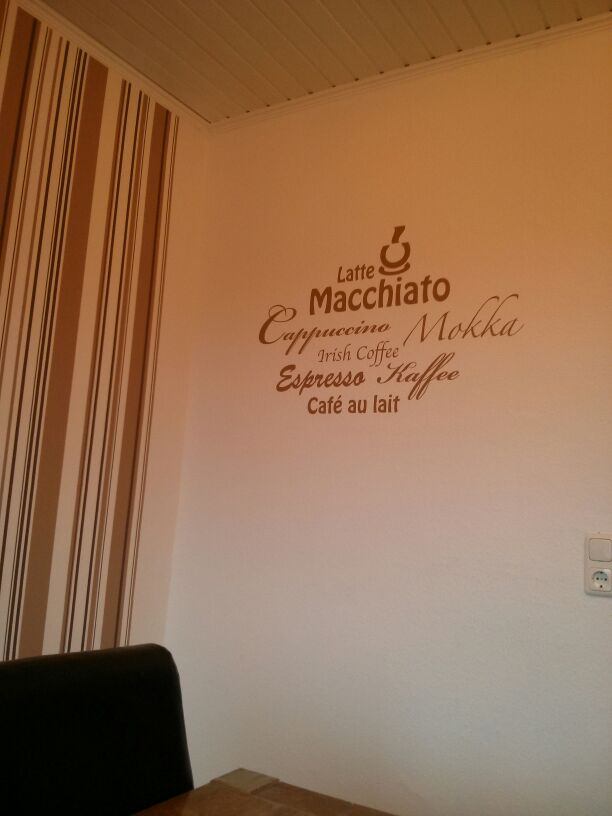 Latte
Macchiato
Cappuccino Mokka
Irish Coffee
Espresso Kaffee
Café au lait